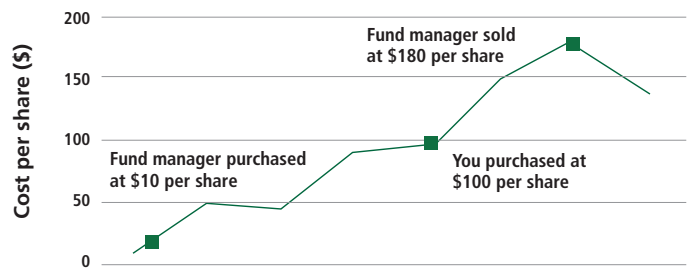 200
Fund manager sold
at $180 per share
150
Cost per share ($)
100
Fund manager purchased
at $10 per share
You purchased at
$100 per share
50
0